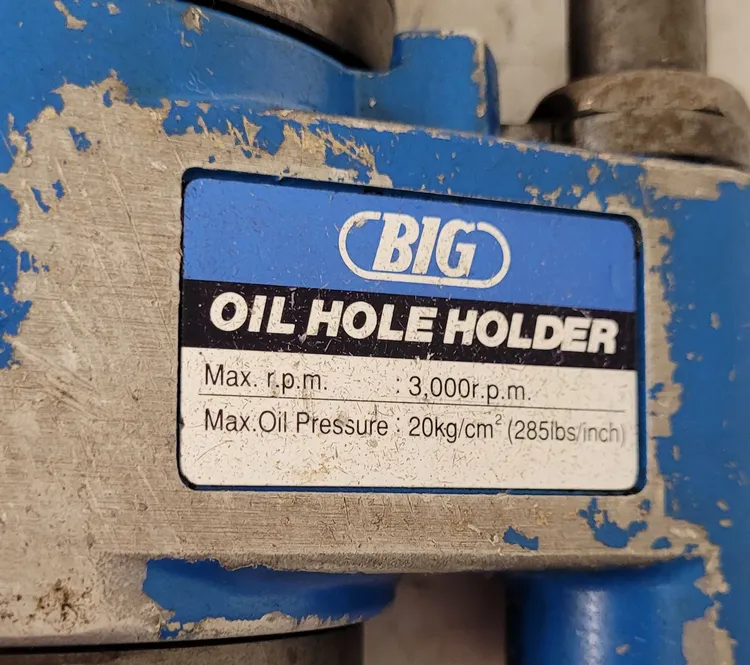 BIG
OIL HOLE HOLDER
Max. r.p.m. : 3,000r.p.m.
Max.Oil Pressure : 20kg/cm² (285lbs/inch)